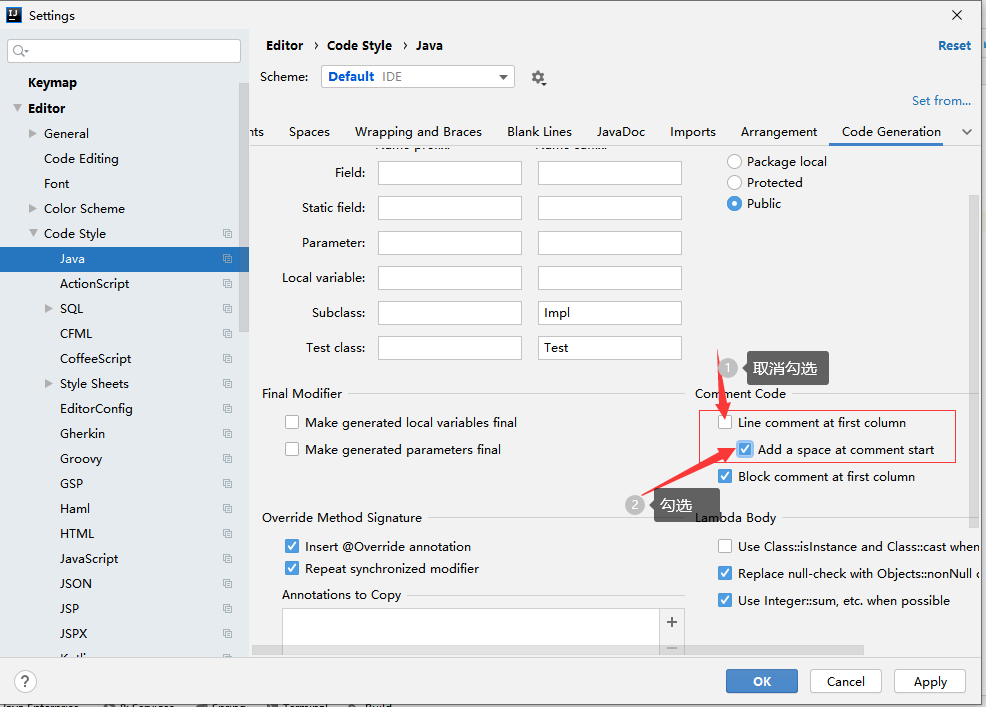 Settings
Editor › Code Style › Java
Reset
Scheme: Default IDE
Set from...
nts Spaces Wrapping and Braces Blank Lines JavaDoc Imports Arrangement Code Generation
Keymap
Editor
General
Code Editing
Font
Color Scheme
Code Style
Java
ActionScript
SQL
CFML
CoffeeScript
Style Sheets
EditorConfig
Gherkin
Groovy
GSP
Haml
HTML
JavaScript
JSON
JSP
JSPX
Kotlin
Name prefix: Name suffix:
Field:
Static field:
Parameter:
Local variable:
Subclass: Impl
Test class: Test
Package local
Protected
Public
Final Modifier
Make generated local variables final
Make generated parameters final
1 取消勾选
Comment Code
Line comment at first column
Add a space at comment start
Block comment at first column
2 勾选
Override Method Signature
Insert @Override annotation
Repeat synchronized modifier
Annotations to Copy
Lambda Body
Use Class::isInstance and Class::cast when
Replace null-check with Objects::nonNull
Use Integer::sum, etc. when possible
? OK Cancel Apply